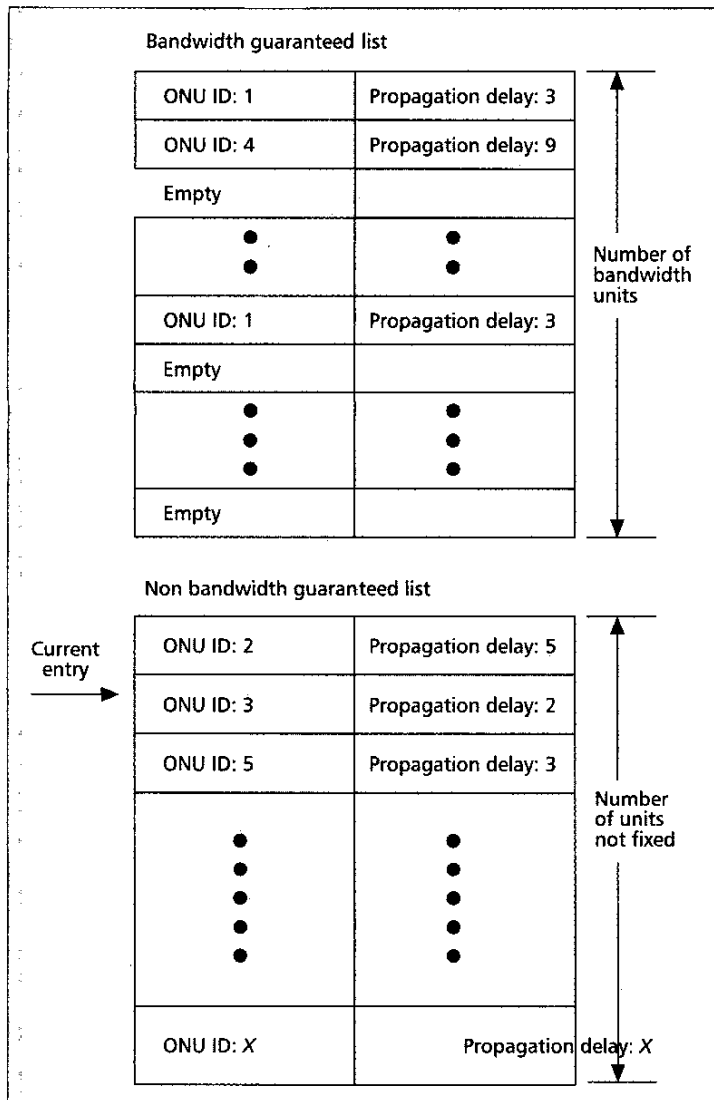 Bandwidth guaranteed list
ONU ID: 1 Propagation delay: 3
ONU ID: 4 Propagation delay: 9
Empty
Number of
bandwidth
units
ONU ID: 1 Propagation delay: 3
Empty
Empty
Non bandwidth guaranteed list
Current
entry
ONU ID: 2 Propagation delay: 5
ONU ID: 3 Propagation delay: 2
ONU ID: 5 Propagation delay: 3
Number
of units
not fixed
ONU ID: X Propagation delay: X